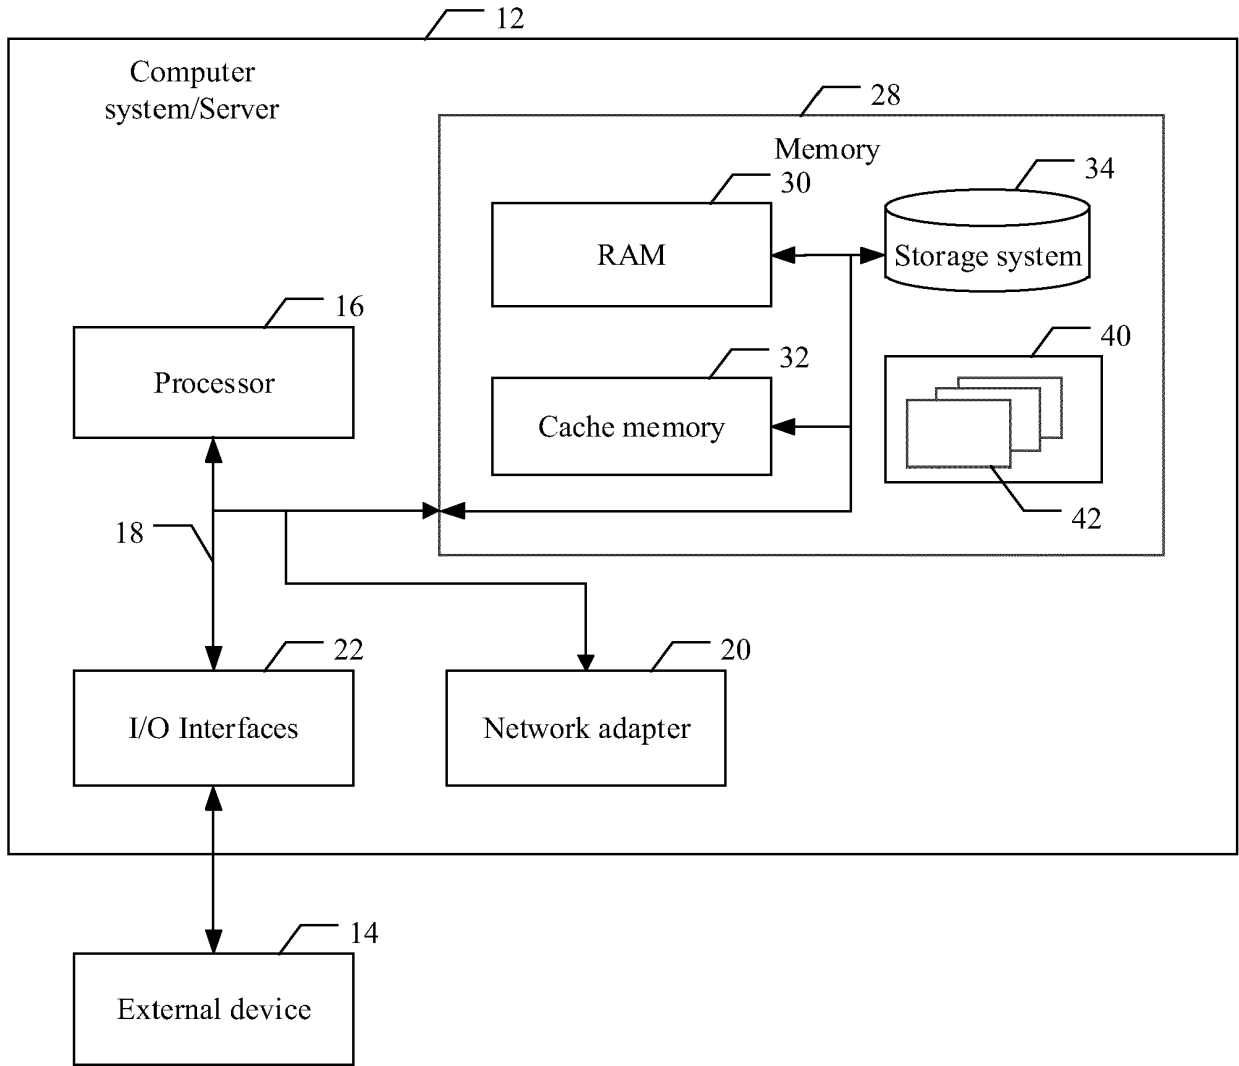 12
Computer
system/Server
28
Memory
30
34
RAM
Storage system
16
32
40
Processor
Cache memory
42
18
22
20
I/O Interfaces
Network adapter
14
External device